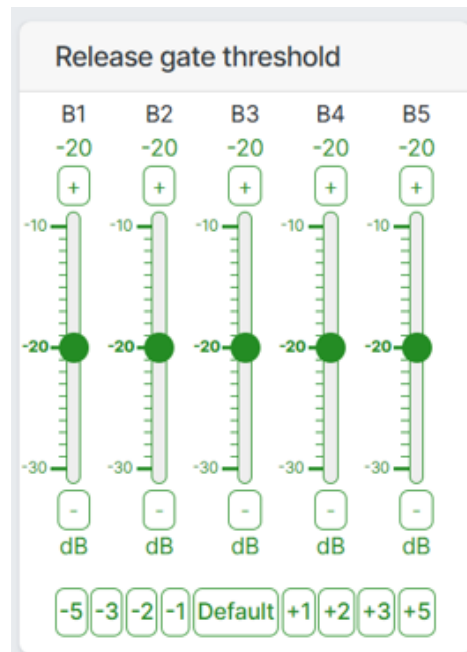 Release gate threshold
B1 B2 B3 B4 B5
-20 -20 -20 -20 -20
+ + + + +
-10 -10 -10 -10 -10
-20 -20 -20 -20 -20
-30 -30 -30 -30 -30
- - - - -
dB dB dB dB dB
-5 -3 -2 -1 Default +1 +2 +3 +5